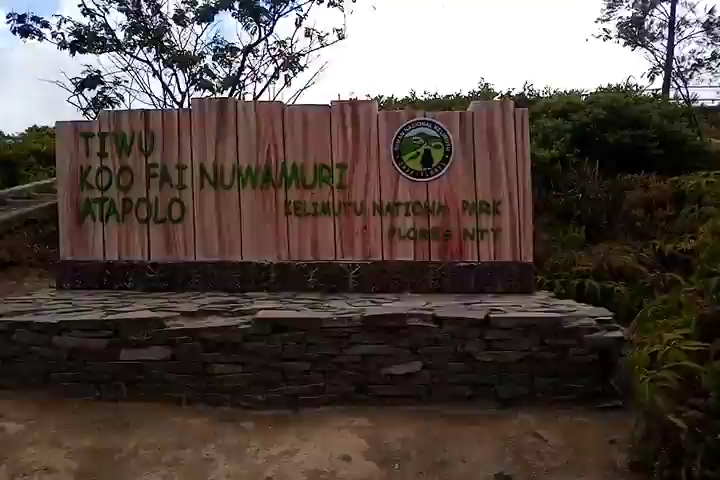 TIWU
KOO FAI NUWAMURI
ATAPOLO
KELIMUTU NATIONAL PARK
FLORES NTT